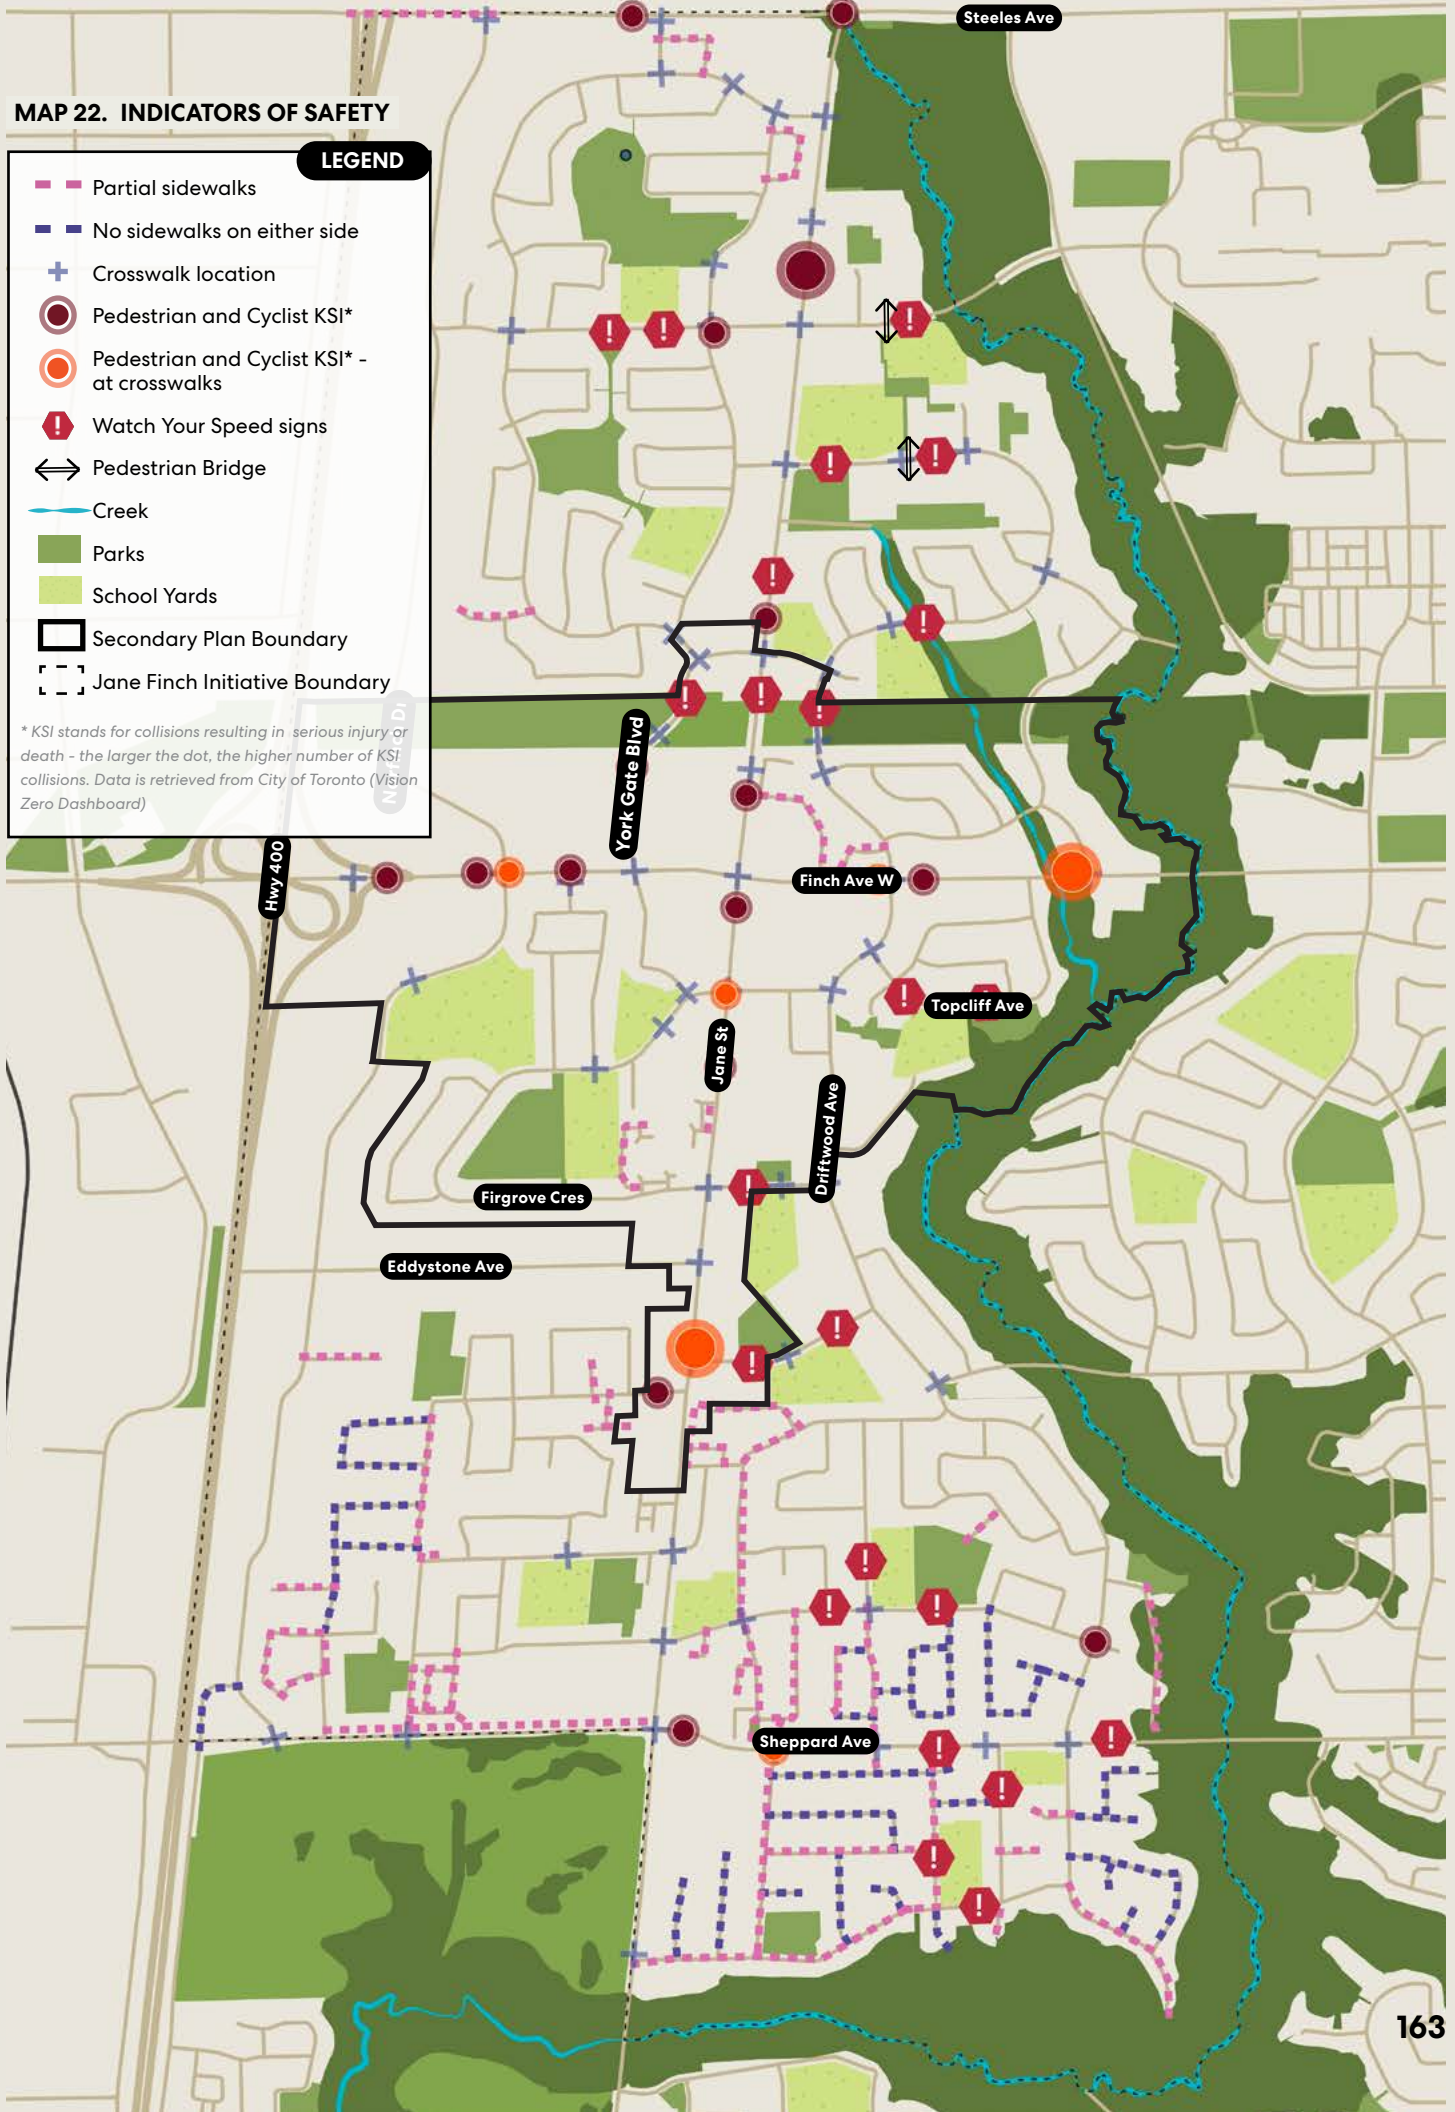 Steeles Ave
MAP 22. INDICATORS OF SAFETY
LEGEND
Partial sidewalks
No sidewalks on either side
Crosswalk location
Pedestrian and Cyclist KSI*
Pedestrian and Cyclist KSI* -
at crosswalks
Watch Your Speed signs
Pedestrian Bridge
Creek
Parks
School Yards
Secondary Plan Boundary
Jane Finch Initiative Boundary
* KSI stands for collisions resulting in serious injury or
death - the larger the dot, the higher number of KSI
collisions. Data is retrieved from City of Toronto (Vision
Zero Dashboard)
York Gate Blvd
Hwy 400
Finch Ave W
Topcliff Ave
Jane St
Driftwood Ave
Firgrove Cres
Eddystone Ave
Sheppard Ave
163